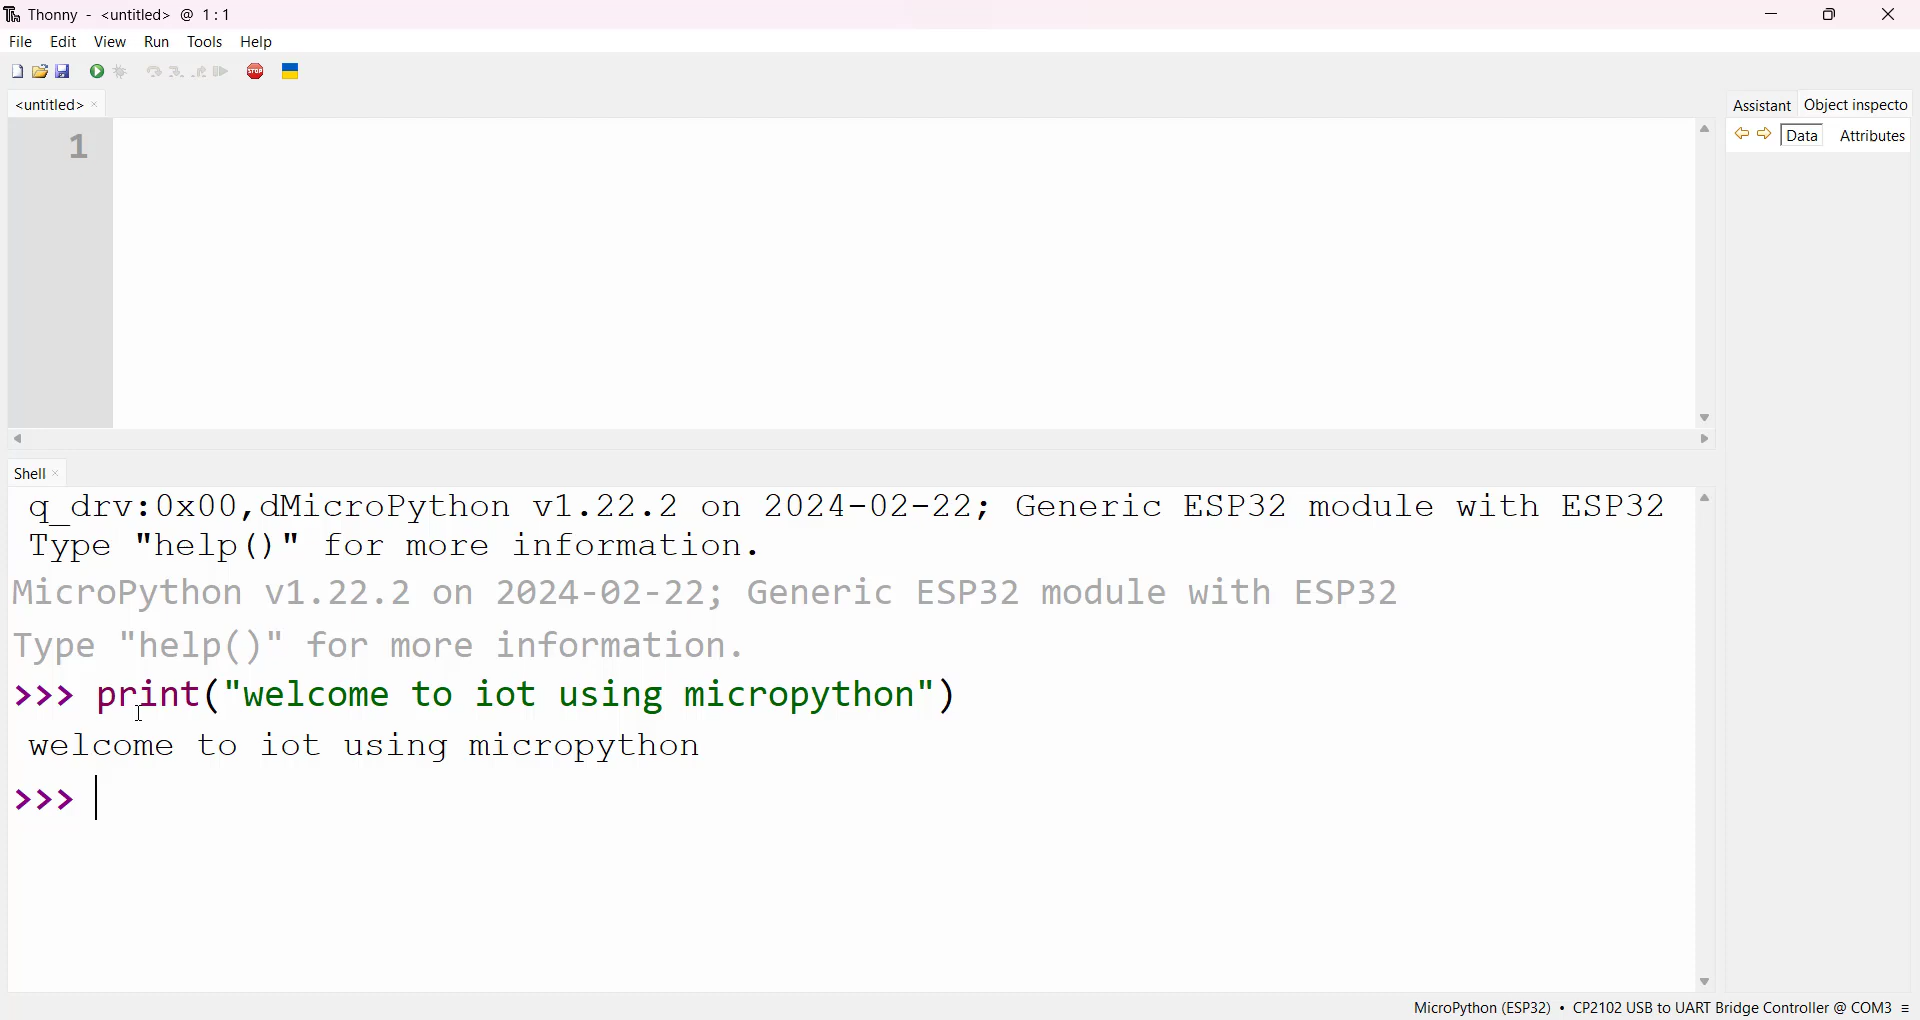 Thonny - <untitled> @ 1:1
File Edit View Run Tools Help
STOP
<untitled> ×
Assistant Object inspecto
Data Attributes
1
Shell ×
q_drv:0x00,dMicroPython v1.22.2 on 2024-02-22; Generic ESP32 module with ESP32
Type "help()" for more information.
MicroPython v1.22.2 on 2024-02-22; Generic ESP32 module with ESP32
Type "help()" for more information.
>>> print("welcome to iot using micropython")
welcome to iot using micropython
>>>
MicroPython (ESP32) • CP2102 USB to UART Bridge Controller @ COM3 ≡